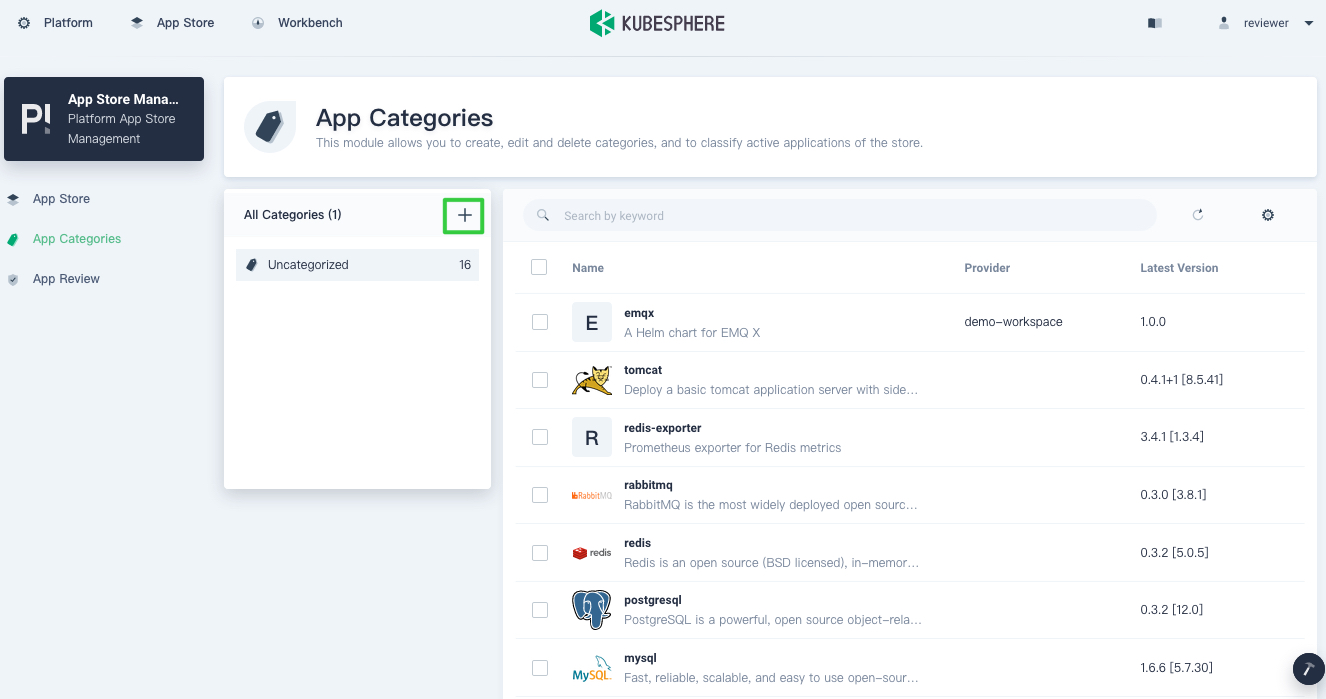 Platform
App Store
Workbench
KUBESPHERE
reviewer
App Store Mana...
Platform App Store
Management
App Store
App Categories
App Review
App Categories
This module allows you to create, edit and delete categories, and to classify active applications of the store.
All Categories (1)
Uncategorized 16
Search by keyword
Name Provider Latest Version
E
emqx
A Helm chart for EMQ X
demo-workspace
1.0.0
tomcat
Deploy a basic tomcat application server with side...
0.4.1+1 [8.5.41]
R
redis-exporter
Prometheus exporter for Redis metrics
3.4.1 [1.3.4]
RabbitMQ
rabbitmq
RabbitMQ is the most widely deployed open sourc...
0.3.0 [3.8.1]
redis
redis
Redis is an open source (BSD licensed), in-memor...
0.3.2 [5.0.5]
postgresql
PostgreSQL is a powerful, open source object-rela...
0.3.2 [12.0]
MySQL
mysql
Fast, reliable, scalable, and easy to use open-sour...
1.6.6 [5.7.30]